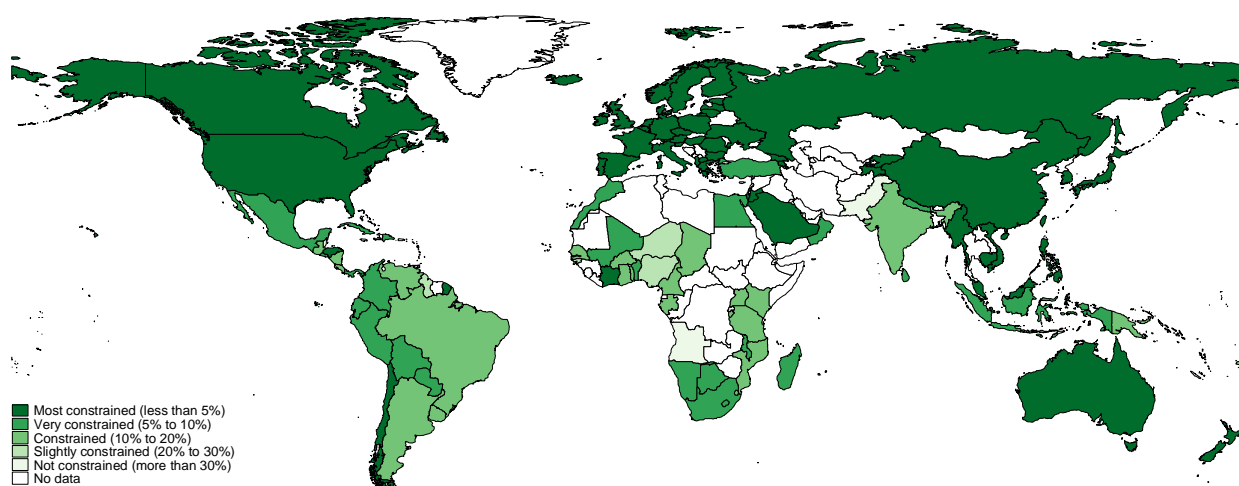 Most constrained (less than 5%)
Very constrained (5% to 10%)
Constrained (10% to 20%)
Slightly constrained (20% to 30%)
Not constrained (more than 30%)
No data